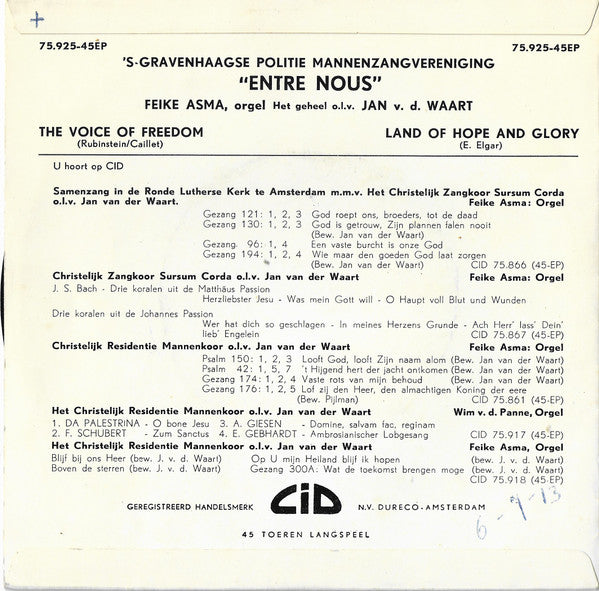 +
75.925-45EP 75.925-45EP
'S-GRAVENHAAGSE POLITIE MANNENZANGVERENIGING
"ENTRE NOUS"
FEIKE ASMA, orgel Het geheel o.l.v. JAN v. d. WAART
THE VOICE OF FREEDOM LAND OF HOPE AND GLORY
(Rubinstein/Caillet) (E. Elgar)
U hoort op CID
Samenzang in de Ronde Lutherse Kerk te Amsterdam m.m.v. Het Christelijk Zangkoor Sursum Corda
o.l.v. Jan van der Waart. Feike Asma: Orgel
Gezang 121: 1, 2, 3 God roept ons, broeders, tot de daad
Gezang 130: 1, 2, 3 God is getrouw, Zijn plannen falen nooit
(Bew. Jan van der Waart)
Gezang. 96: 1, 4 Een vaste burcht is onze God
Gezang 194: 1, 2, 4 Wie maar den goeden God laat zorgen
(Bew. Jan van der Waart) CID 75.866 (45-EP)
Christelijk Zangkoor Sursum Corda o.l.v. Jan van der Waart Feike Asma: Orgel
J. S. Bach - Drie koralen uit de Matthäus Passion
Herzliebster Jesu - Was mein Gott will - O Haupt voll Blut und Wunden
Drie koralen uit de Johannes Passion
Wer hat dich so geschlagen - In meines Herzens Grunde - Ach Herr' lass' Dein'
lieb' Engelein CID 75.867 (45-EP)
Christelijk Residentie Mannenkoor o.l.v. Jan van der Waart Feike Asma: Orgel
Psalm 150: 1, 2, 3 Looft God, looft Zijn naam alom (Bew. Jan van der Waart)
Psalm 42: 1, 5, 7 't Hijgend hert der jacht ontkomen (Bew. Jan van der Waart)
Gezang 174: 1, 2, 4 Vaste rots van mijn behoud (Bew. Jan van der Waart)
Gezang 176: 1, 2, 5 Lof zij den Heer, den almachtigen Koning der eere
(Bew. Pijlman) CID 75.861 (45-EP)
Het Christelijk Residentie Mannenkoor o.l.v. Jan van der Waart Wim v. d. Panne, Orgel
1. DA PALESTRINA - O bone Jesu 3. A. GIESEN - Domine, salvam fac, reginam
2. F. SCHUBERT - Zum Sanctus 4. E. GEBHARDT - Ambrosianischer Lobgesang
CID 75.917 (45-EP)
Het Christelijk Residentie Mannenkoor o.l.v. Jan van der Waart Feike Asma, Orgel
Blijf bij ons Heer (bew. J. v. d. Waart) Op U mijn Heiland blijf ik hopen (bew. J. v. d. Waart)
Boven de sterren (bew. J. v. d. Waart) Gezang 300A: Wat de toekomst brengen moge (bew. J. v. d. Waart)
CID 75.918 (45-EP)
GEREGISTREERD HANDELSMERK CID N.V. DURECO-AMSTERDAM
45 TOEREN LANGSPEEL